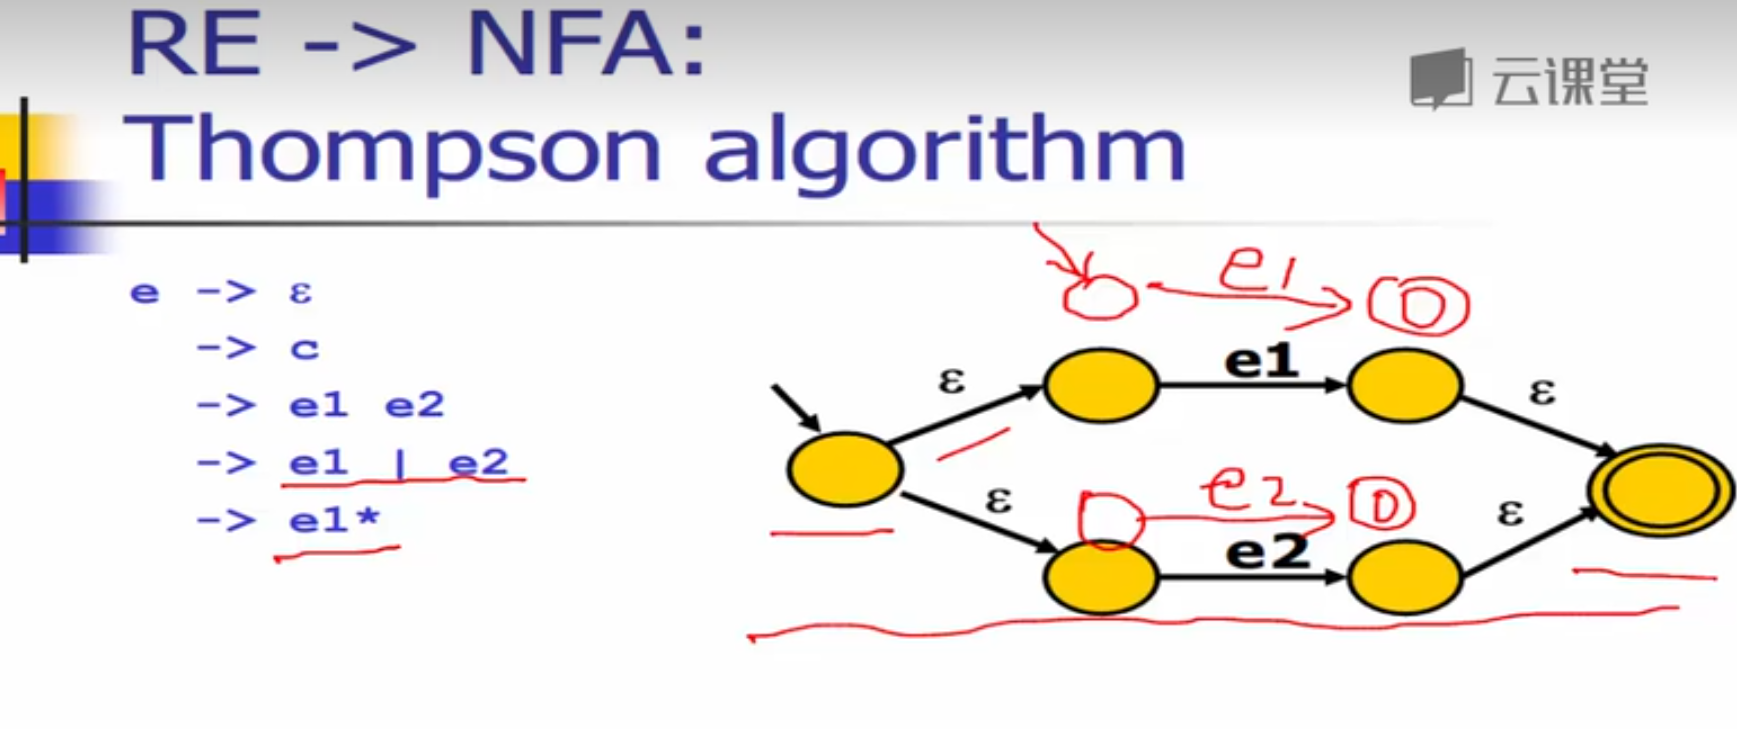 RE -> NFA:
云课堂
Thompson algorithm
e -> ε
-> c
-> e1 e2
-> e1 | e2
-> e1*
e1
ε
e1
ε
ε
e2
ε
e2